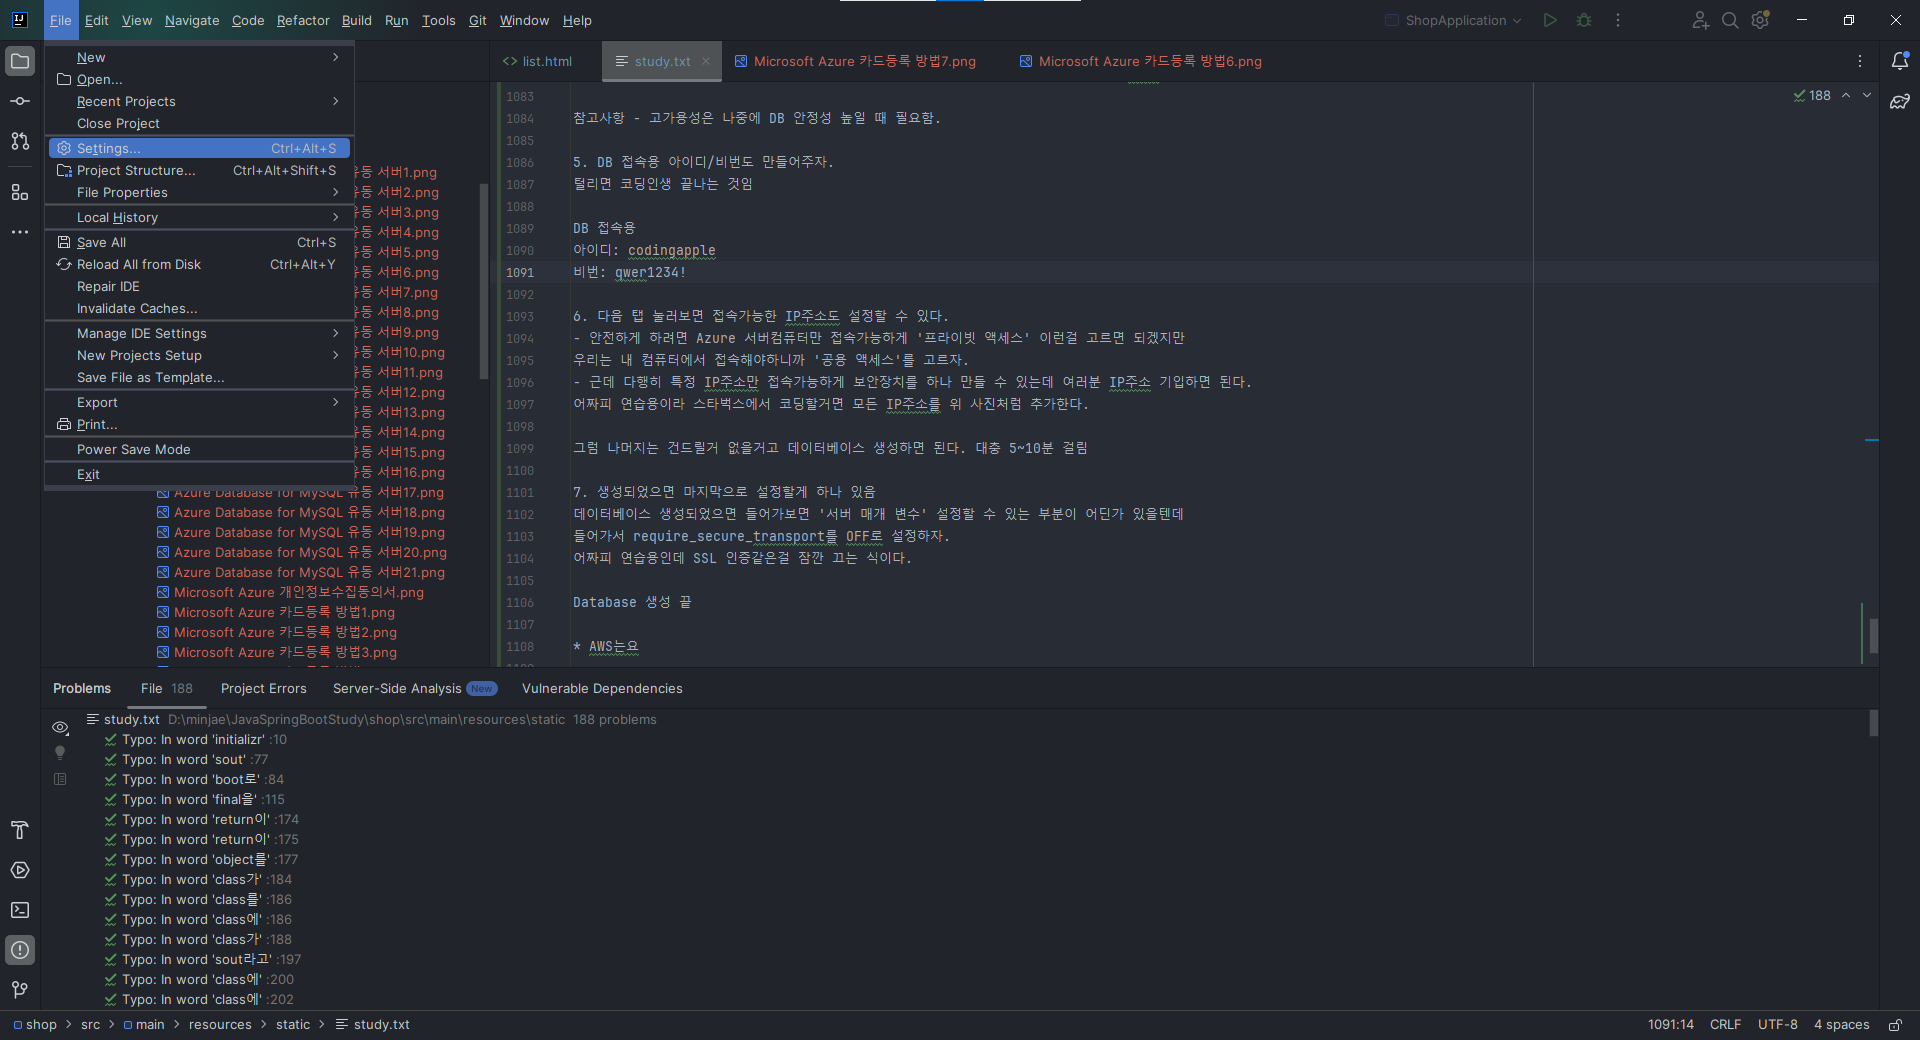 File Edit View Navigate Code Refactor Build Run Tools Git Window Help ShopApplication
list.html study.txt Microsoft Azure 카드등록 방법7.png Microsoft Azure 카드등록 방법6.png
New
Open...
Recent Projects
Close Project
Settings... Ctrl+Alt+S
Project Structure... Ctrl+Alt+Shift+S
File Properties
Local History
Save All Ctrl+S
Reload All from Disk Ctrl+Alt+Y
Repair IDE
Invalidate Caches...
Manage IDE Settings
New Projects Setup
Save File as Template...
Export
Print...
Power Save Mode
Exit
서버1.png
서버2.png
서버3.png
서버4.png
서버5.png
서버6.png
서버7.png
서버8.png
서버9.png
서버10.png
서버11.png
서버12.png
서버13.png
서버14.png
서버15.png
서버16.png
Azure Database for MySQL 유동 서버17.png
Azure Database for MySQL 유동 서버18.png
Azure Database for MySQL 유동 서버19.png
Azure Database for MySQL 유동 서버20.png
Azure Database for MySQL 유동 서버21.png
Microsoft Azure 개인정보수집동의서.png
Microsoft Azure 카드등록 방법1.png
Microsoft Azure 카드등록 방법2.png
Microsoft Azure 카드등록 방법3.png
188
1083
1084 참고사항 - 고가용성은 나중에 DB 안정성 높일 때 필요함.
1085
1086 5. DB 접속용 아이디/비번도 만들어주자.
1087 털리면 코딩인생 끝나는 것임
1088
1089 DB 접속용
1090 아이디: codingapple
1091 비번: qwer1234!
1092
1093 6. 다음 탭 눌러보면 접속가능한 IP주소도 설정할 수 있다.
1094 - 안전하게 하려면 Azure 서버컴퓨터만 접속가능하게 '프라이빗 액세스' 이런걸 고르면 되겠지만
1095 우리는 내 컴퓨터에서 접속해야하니까 '공용 액세스'를 고르자.
1096 - 근데 다행히 특정 IP주소만 접속가능하게 보안장치를 하나 만들 수 있는데 여러분 IP주소 기입하면 된다.
1097 어짜피 연습용이라 스타벅스에서 코딩할거면 모든 IP주소를 위 사진처럼 추가한다.
1098
1099 그럼 나머지는 건드릴거 없을거고 데이터베이스 생성하면 된다. 대충 5~10분 걸림
1100
1101 7. 생성되었으면 마지막으로 설정할게 하나 있음
1102 데이터베이스 생성되었으면 들어가보면 '서버 매개 변수' 설정할 수 있는 부분이 어딘가 있을텐데
1103 들어가서 require_secure_transport를 OFF로 설정하자.
1104 어짜피 연습용인데 SSL 인증같은걸 잠깐 끄는 식이다.
1105
1106 Database 생성 끝
1107
1108 * AWS는요
Problems File 188 Project Errors Server-Side Analysis New Vulnerable Dependencies
study.txt D:\minjae\JavaSpringBootStudy\shop\src\main\resources\static 188 problems
Typo: In word 'initializr' :10
Typo: In word 'sout' :77
Typo: In word 'boot로' :84
Typo: In word 'final을' :115
Typo: In word 'return이' :174
Typo: In word 'return이' :175
Typo: In word 'object를' :177
Typo: In word 'class가' :184
Typo: In word 'class를' :186
Typo: In word 'class에' :186
Typo: In word 'class가' :188
Typo: In word 'sout라고' :197
Typo: In word 'class에' :200
Typo: In word 'class에' :202
shop > src > main > resources > static > study.txt 1091:14 CRLF UTF-8 4 spaces